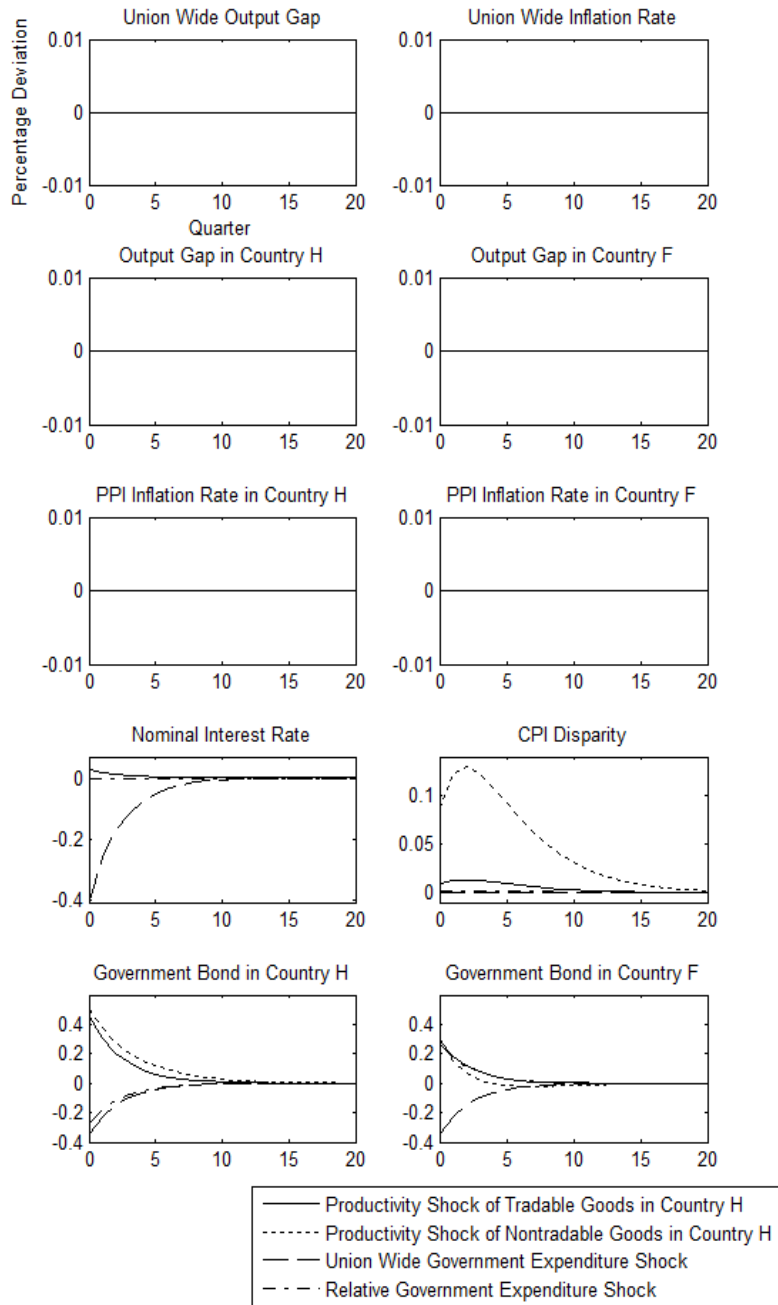 Union Wide Output Gap
Union Wide Inflation Rate
Percentage Deviation
0.01
0
-0.01
0 5 10 15 20
Quarter
0.01
0
-0.01
0 5 10 15 20
Output Gap in Country H
Output Gap in Country F
0.01
0
-0.01
0 5 10 15 20
0.01
0
-0.01
0 5 10 15 20
PPI Inflation Rate in Country H
PPI Inflation Rate in Country F
0.01
0
-0.01
0 5 10 15 20
0.01
0
-0.01
0 5 10 15 20
Nominal Interest Rate
CPI Disparity
0
-0.2
-0.4
0 5 10 15 20
0.1
0.05
0
0 5 10 15 20
Government Bond in Country H
Government Bond in Country F
0.4
0.2
0
-0.2
-0.4
0 5 10 15 20
0.4
0.2
0
-0.2
-0.4
0 5 10 15 20
Productivity Shock of Tradable Goods in Country H
Productivity Shock of Nontradable Goods in Country H
Union Wide Government Expenditure Shock
Relative Government Expenditure Shock